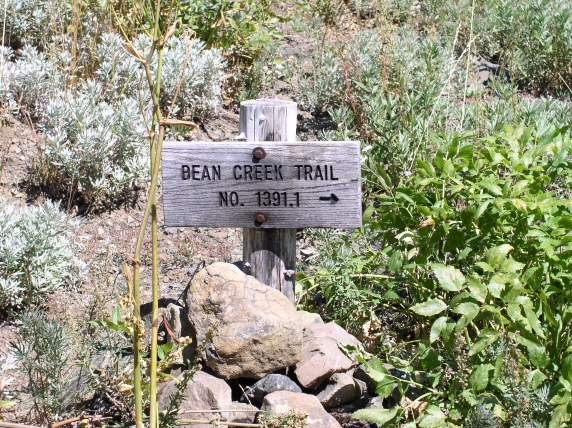 BEAN CREEK TRAIL
NO. 1391.1 →